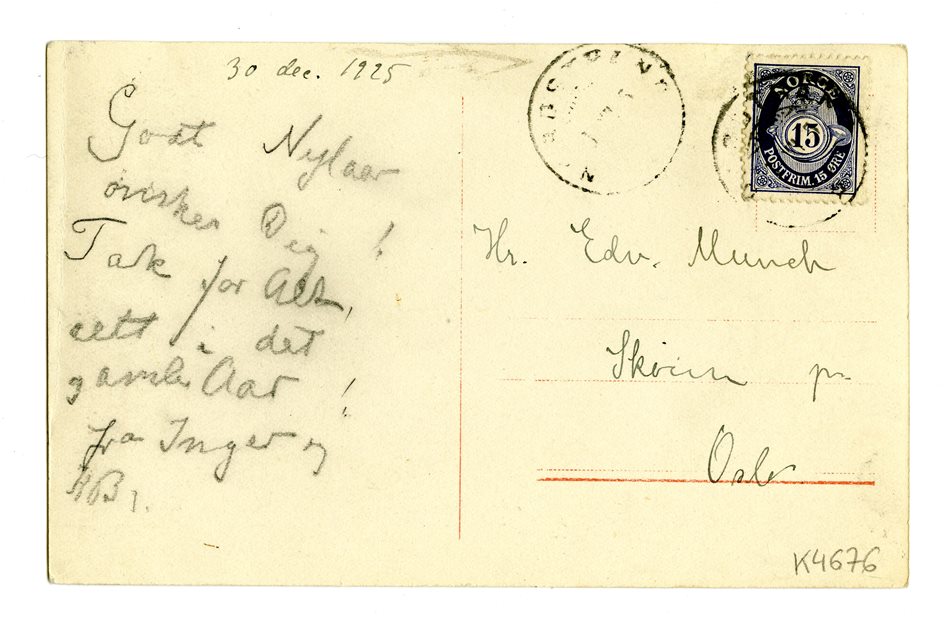 30 dec. 1925
Godt Nytaar
ønsker Dig!
Tak for Alt,
alt i det
gamle Aar!
fra Inger og
NORGE
15
POSTFRIM. 15 ØRE
Hr. Edv. Munch
Skøien pr.
Oslo
K4676